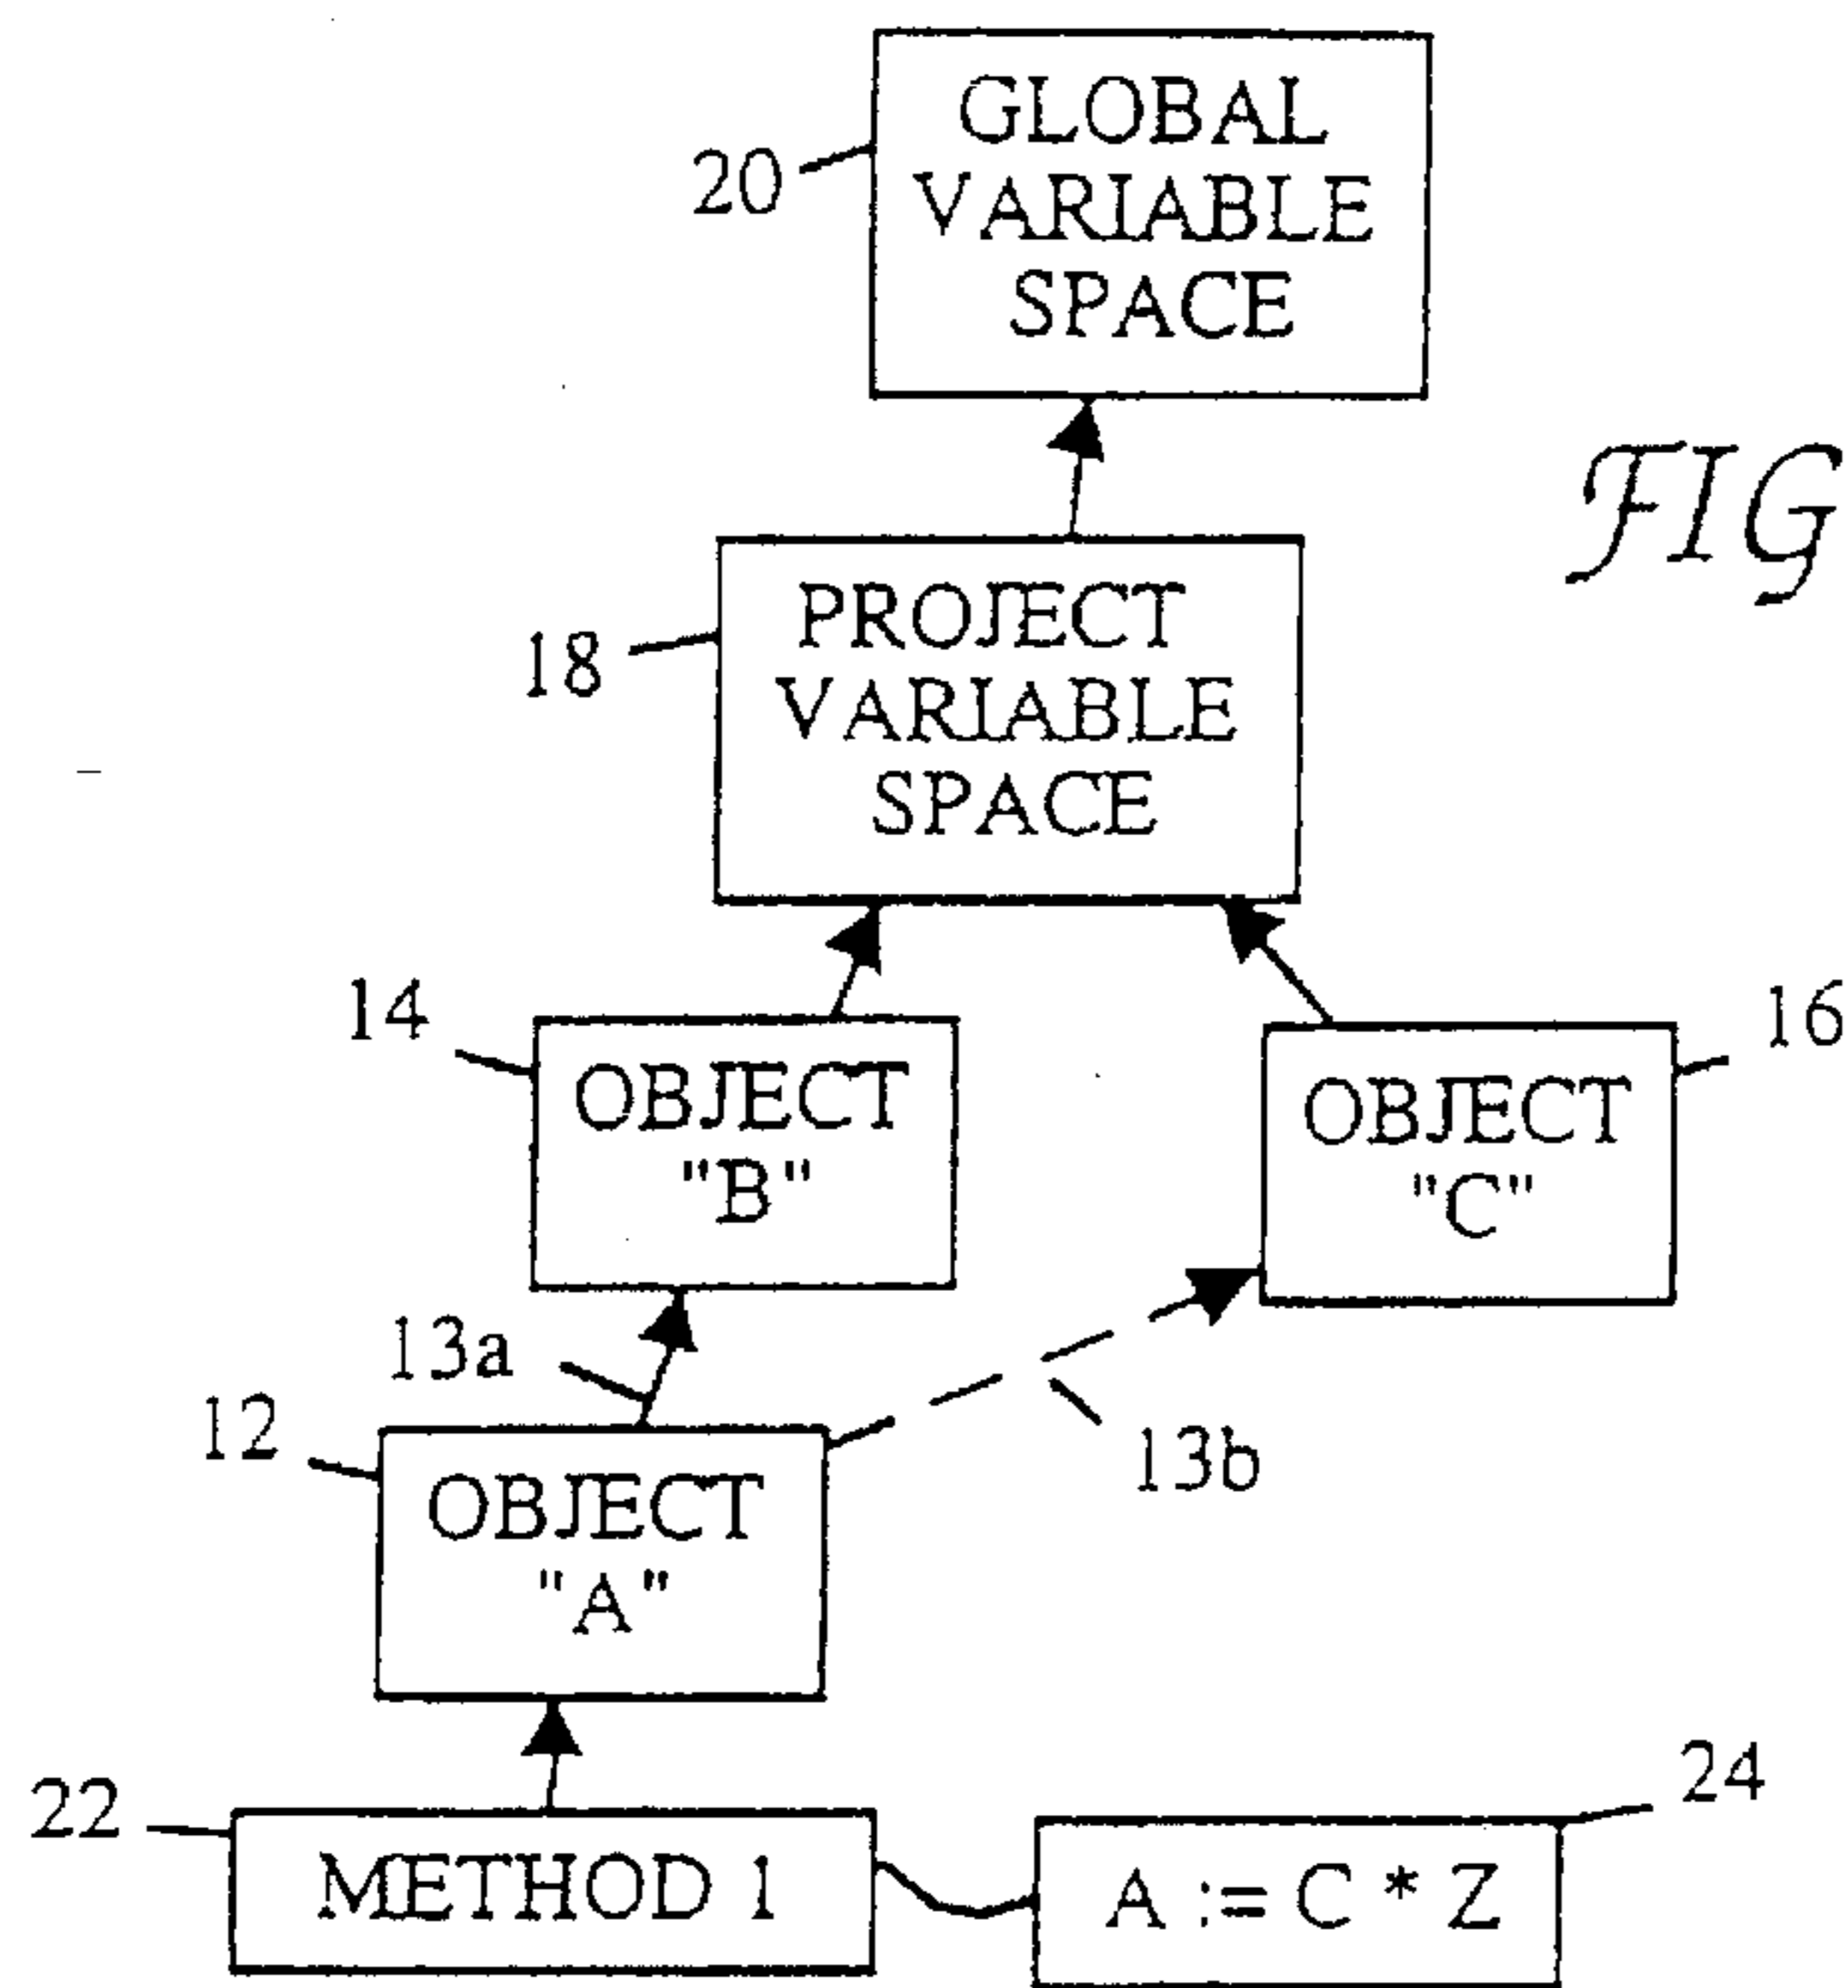 GLOBAL
VARIABLE
SPACE
20
FIG
PROJECT
VARIABLE
SPACE
18
14
OBJECT
"B"
16
OBJECT
"C"
13a
12
13b
OBJECT
"A"
22
METHOD 1
24
A := C * Z